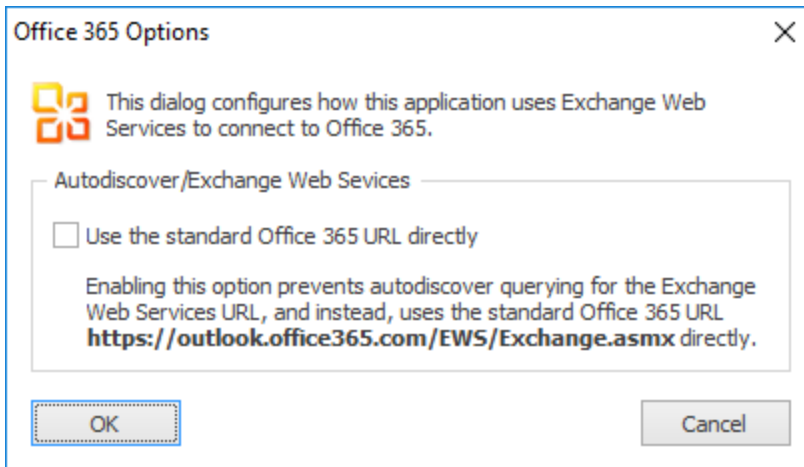 Office 365 Options
This dialog configures how this application uses Exchange Web
Services to connect to Office 365.
Autodiscover/Exchange Web Sevices
Use the standard Office 365 URL directly
Enabling this option prevents autodiscover querying for the Exchange
Web Services URL, and instead, uses the standard Office 365 URL
https://outlook.office365.com/EWS/Exchange.asmx directly.
OK
Cancel